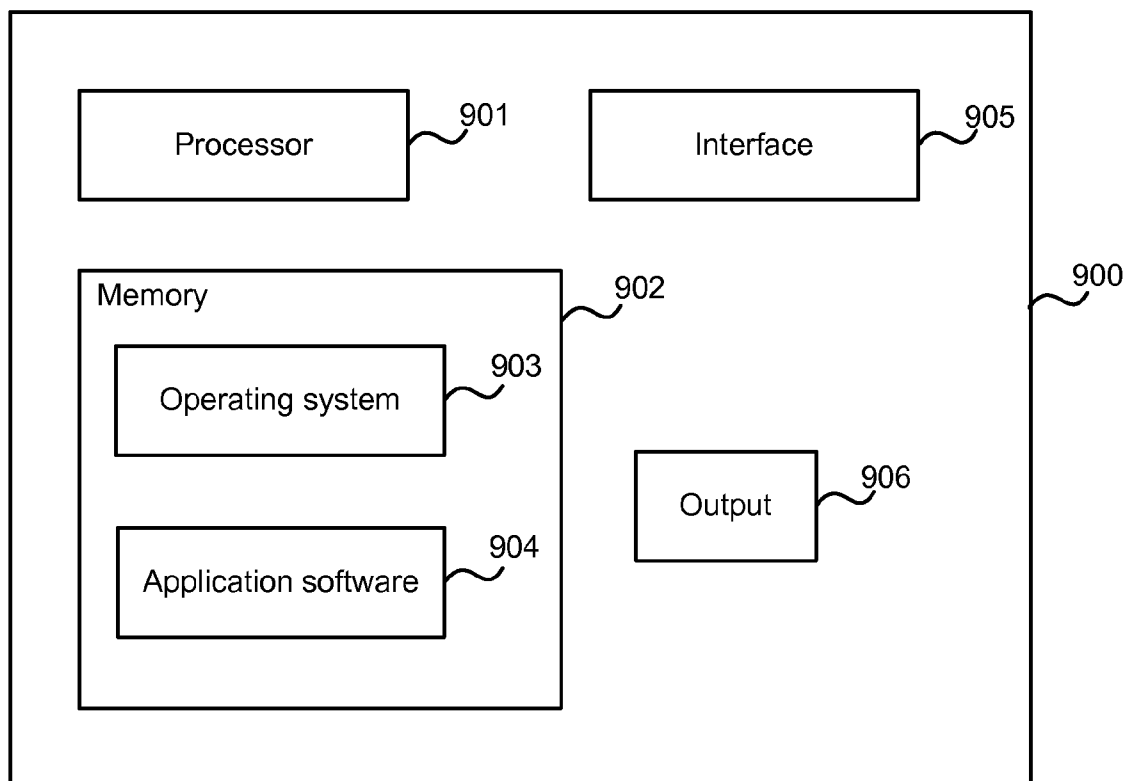 Processor
901
Interface
905
900
Memory
902
Operating system
903
Application software
904
Output
906